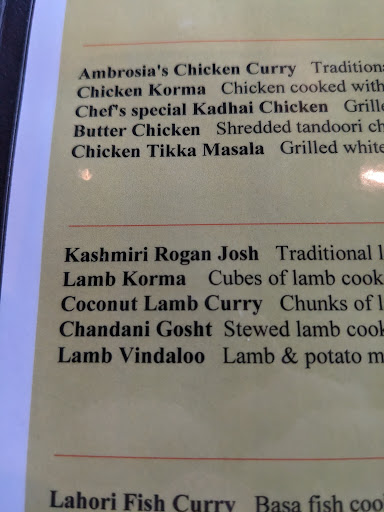 Ambrosia's Chicken Curry Traditiona
Chicken Korma Chicken cooked with
Chef's special Kadhai Chicken Grille
Butter Chicken Shredded tandoori ch
Chicken Tikka Masala Grilled white
Kashmiri Rogan Josh Traditional l
Lamb Korma Cubes of lamb cook
Coconut Lamb Curry Chunks of l
Chandani Gosht Stewed lamb cook
Lamb Vindaloo Lamb & potato m
Lahori Fish Curry Basa fish coo